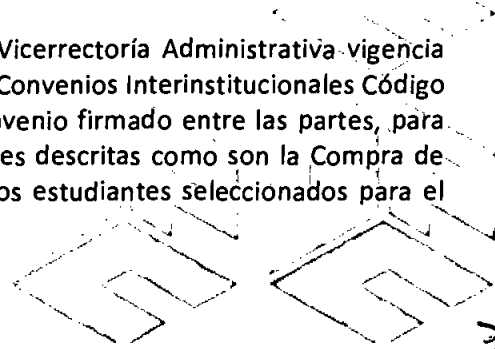 Vicerrectoría Administrativa vigencia
Convenios Interinstitucionales Código
venio firmado entre las partes, para
es descritas como son la Compra de
os estudiantes seleccionados para el